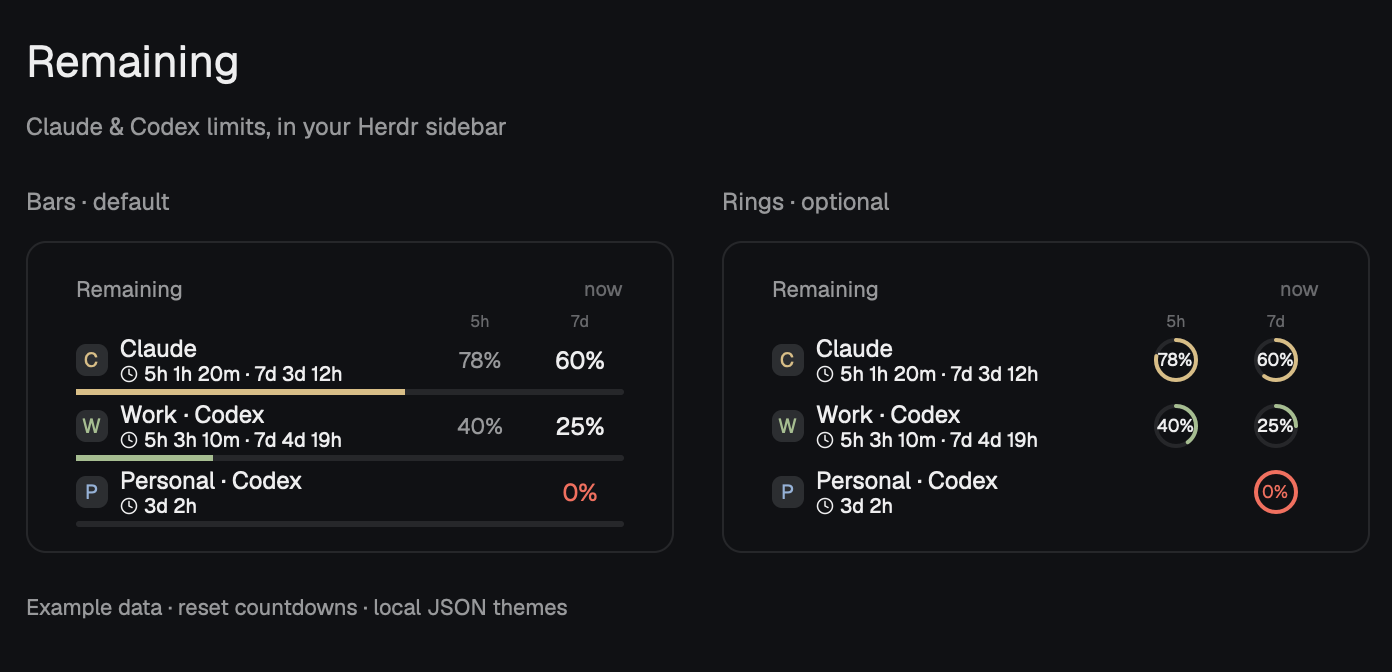 Remaining
Claude & Codex limits, in your Herdr sidebar
Bars · default
Remaining
now
5h
7d
C
Claude
5h 1h 20m · 7d 3d 12h
78%
60%
W
Work · Codex
5h 3h 10m · 7d 4d 19h
40%
25%
P
Personal · Codex
3d 2h
0%
Rings · optional
Remaining
now
5h
7d
C
Claude
5h 1h 20m · 7d 3d 12h
78%
60%
W
Work · Codex
5h 3h 10m · 7d 4d 19h
40%
25%
P
Personal · Codex
3d 2h
0%
Example data · reset countdowns · local JSON themes